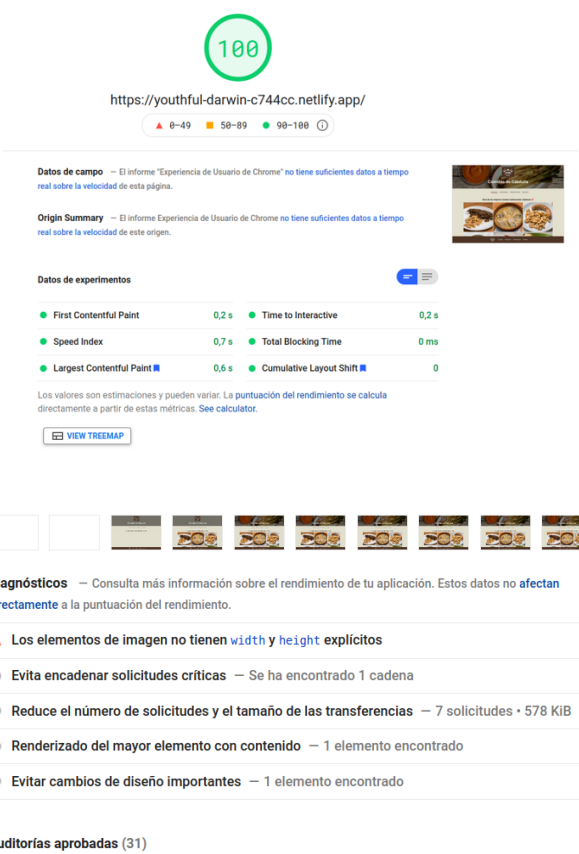 100
https://youthful-darwin-c744cc.netlify.app/
0–49 50–89 90–100
Datos de campo — El informe "Experiencia de Usuario de Chrome" no tiene suficientes datos a tiempo
real sobre la velocidad de esta página.
Origin Summary — El informe Experiencia de Usuario de Chrome no tiene suficientes datos a tiempo
real sobre la velocidad de este origen.
Datos de experimentos
First Contentful Paint 0,2 s
Time to Interactive 0,2 s
Speed Index 0,7 s
Total Blocking Time 0 ms
Largest Contentful Paint 0,6 s
Cumulative Layout Shift 0
Los valores son estimaciones y pueden variar. La puntuación del rendimiento se calcula
directamente a partir de estas métricas. See calculator.
VIEW TREEMAP
agnósticos — Consulta más información sobre el rendimiento de tu aplicación. Estos datos no afectan
rectamente a la puntuación del rendimiento.
Los elementos de imagen no tienen width y height explícitos
Evita encadenar solicitudes críticas — Se ha encontrado 1 cadena
Reduce el número de solicitudes y el tamaño de las transferencias — 7 solicitudes • 578 KiB
Renderizado del mayor elemento con contenido — 1 elemento encontrado
Evitar cambios de diseño importantes — 1 elemento encontrado
uditorías aprobadas (31)